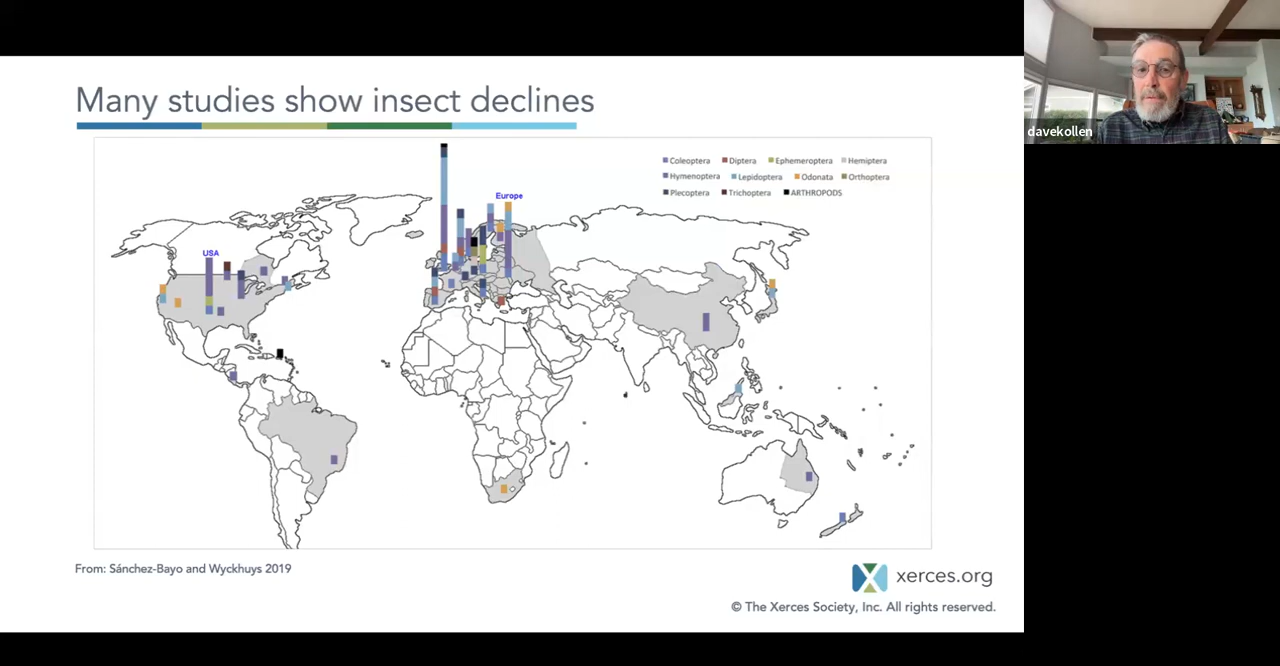 Many studies show insect declines
davekollen
Coleoptera Diptera Ephemeroptera Hemiptera
Hymenoptera Lepidoptera Odonata Orthoptera
Plecoptera Trichoptera ARTHROPODS
Europe
USA
From: Sánchez-Bayo and Wyckhuys 2019
xerces.org
© The Xerces Society, Inc. All rights reserved.